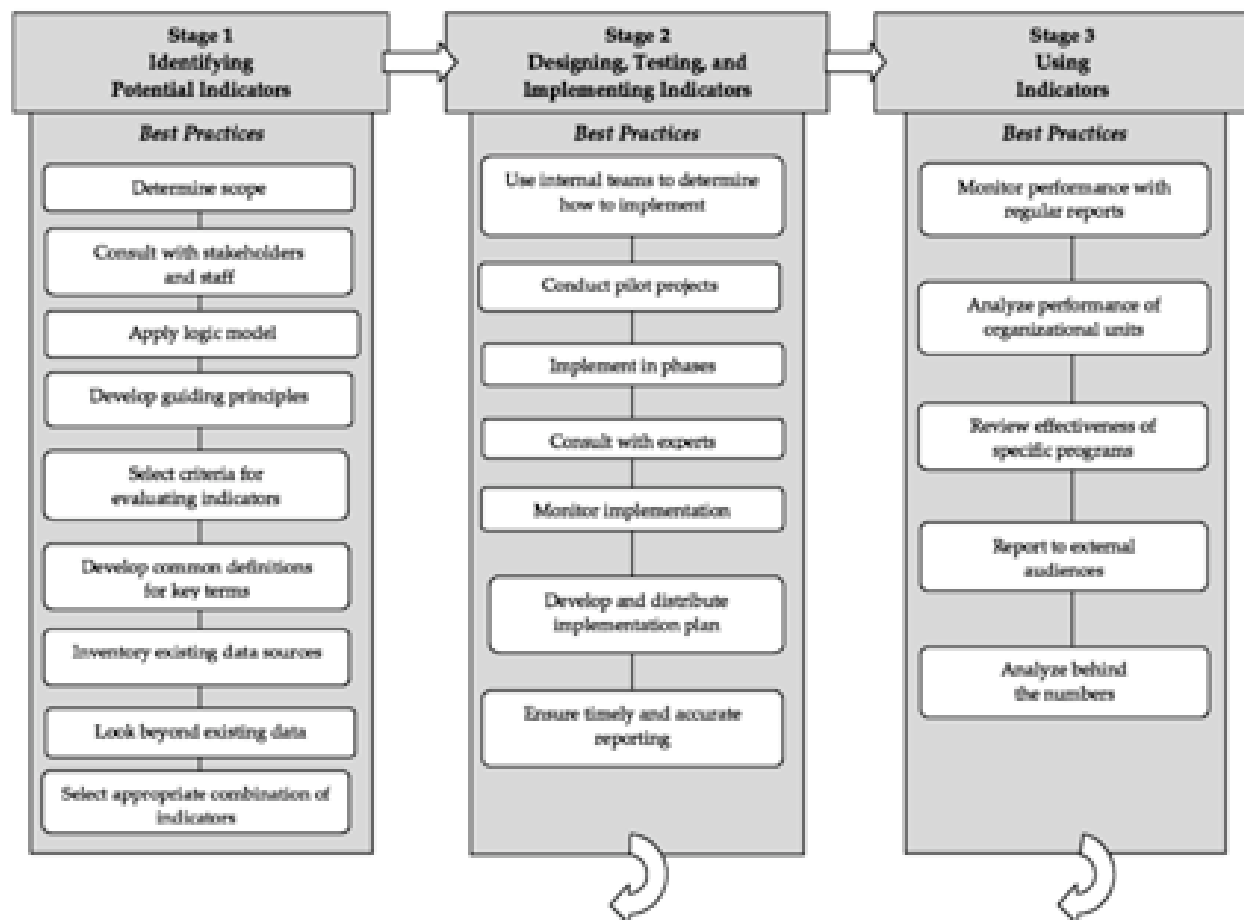 Stage 1
Identifying
Potential Indicators
Best Practices
Determine scope
Consult with stakeholders
and staff
Apply logic model
Develop guiding principles
Select criteria for
evaluating indicators
Develop common definitions
for key terms
Inventory existing data sources
Look beyond existing data
Select appropriate combination of
indicators
Stage 2
Designing, Testing, and
Implementing Indicators
Best Practices
Use internal teams to determine
how to implement
Conduct pilot projects
Implement in phases
Consult with experts
Monitor implementation
Develop and distribute
implementation plan
Ensure timely and accurate
reporting
Stage 3
Using
Indicators
Best Practices
Monitor performance with
regular reports
Analyze performance of
organizational units
Review effectiveness of
specific programs
Report to external
audiences
Analyze behind
the numbers